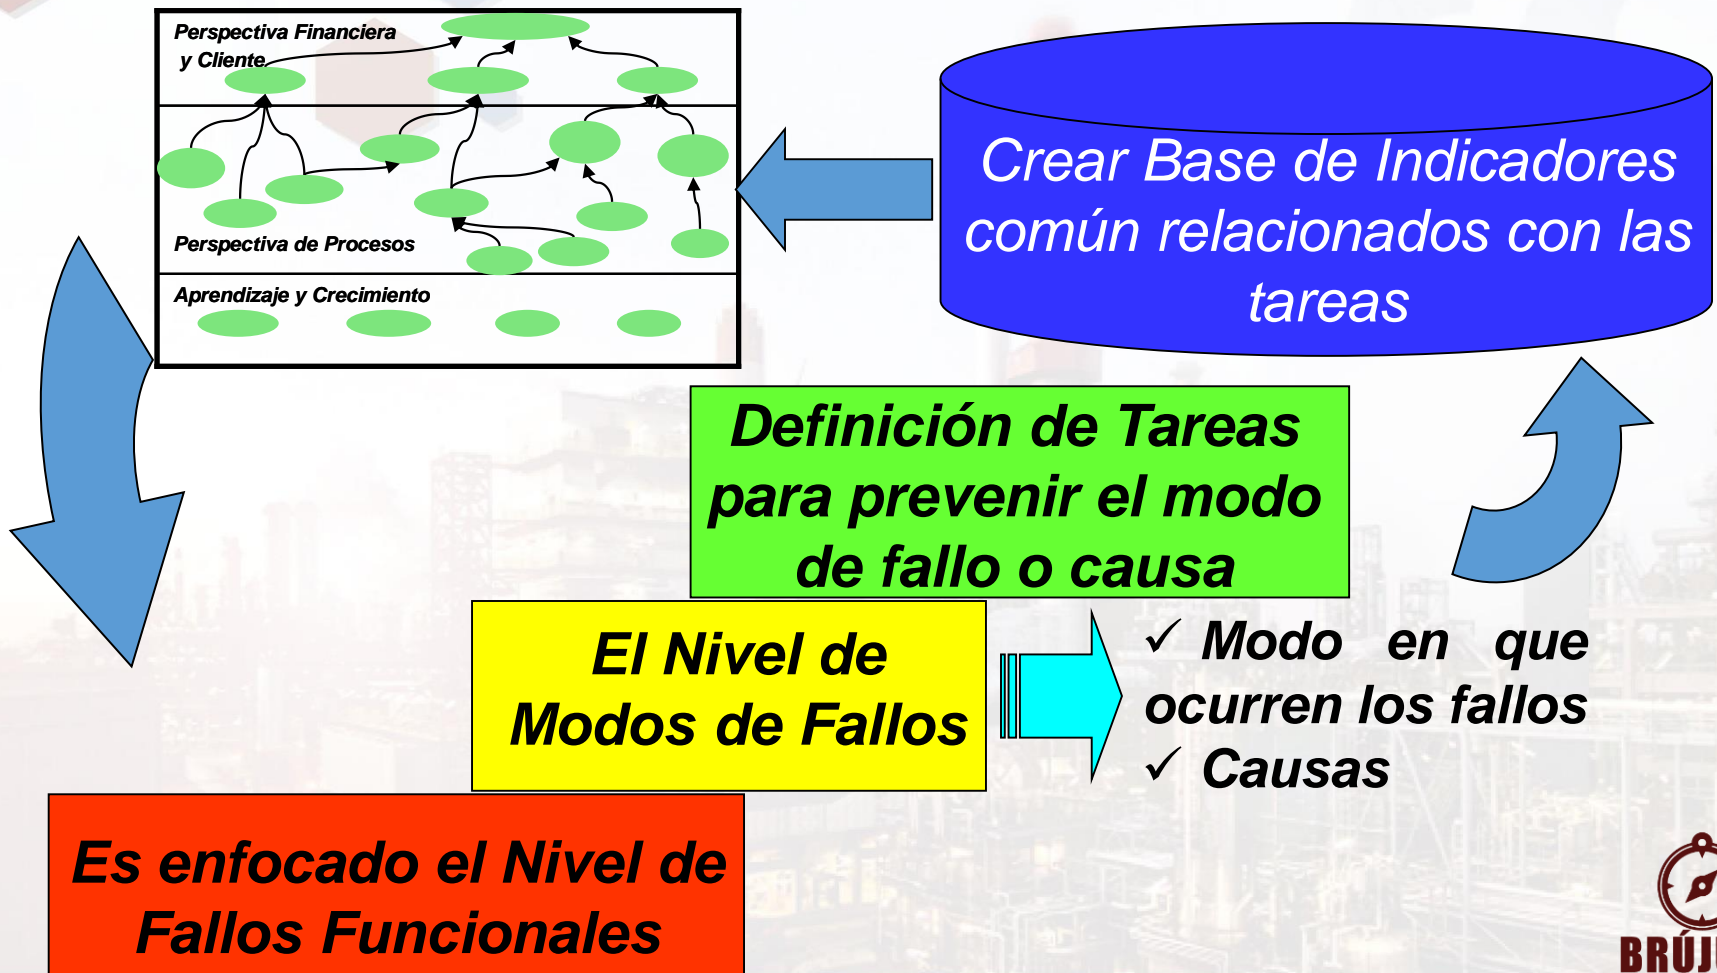 Perspectiva Financiera
y Cliente
Perspectiva de Procesos
Aprendizaje y Crecimiento
Crear Base de Indicadores
común relacionados con las
tareas
Definición de Tareas
para prevenir el modo
de fallo o causa
El Nivel de
Modos de Fallos
✓ Modo en que
ocurren los fallos
✓ Causas
Es enfocado el Nivel de
Fallos Funcionales